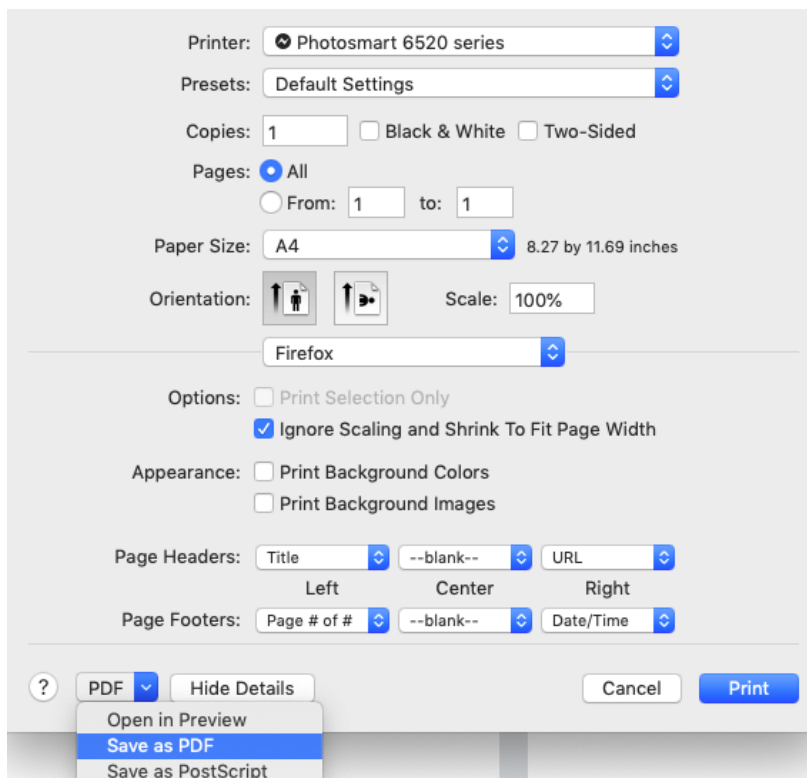 Printer: Photosmart 6520 series
Presets: Default Settings
Copies: 1 Black & White Two-Sided
Pages: All
From: 1 to: 1
Paper Size: A4 8.27 by 11.69 inches
Orientation: Scale: 100%
Firefox
Options: Print Selection Only
Ignore Scaling and Shrink To Fit Page Width
Appearance: Print Background Colors
Print Background Images
Page Headers: Title --blank-- URL
Left Center Right
Page Footers: Page # of # --blank-- Date/Time
? PDF Hide Details Cancel Print
Open in Preview
Save as PDF
Save as PostScript